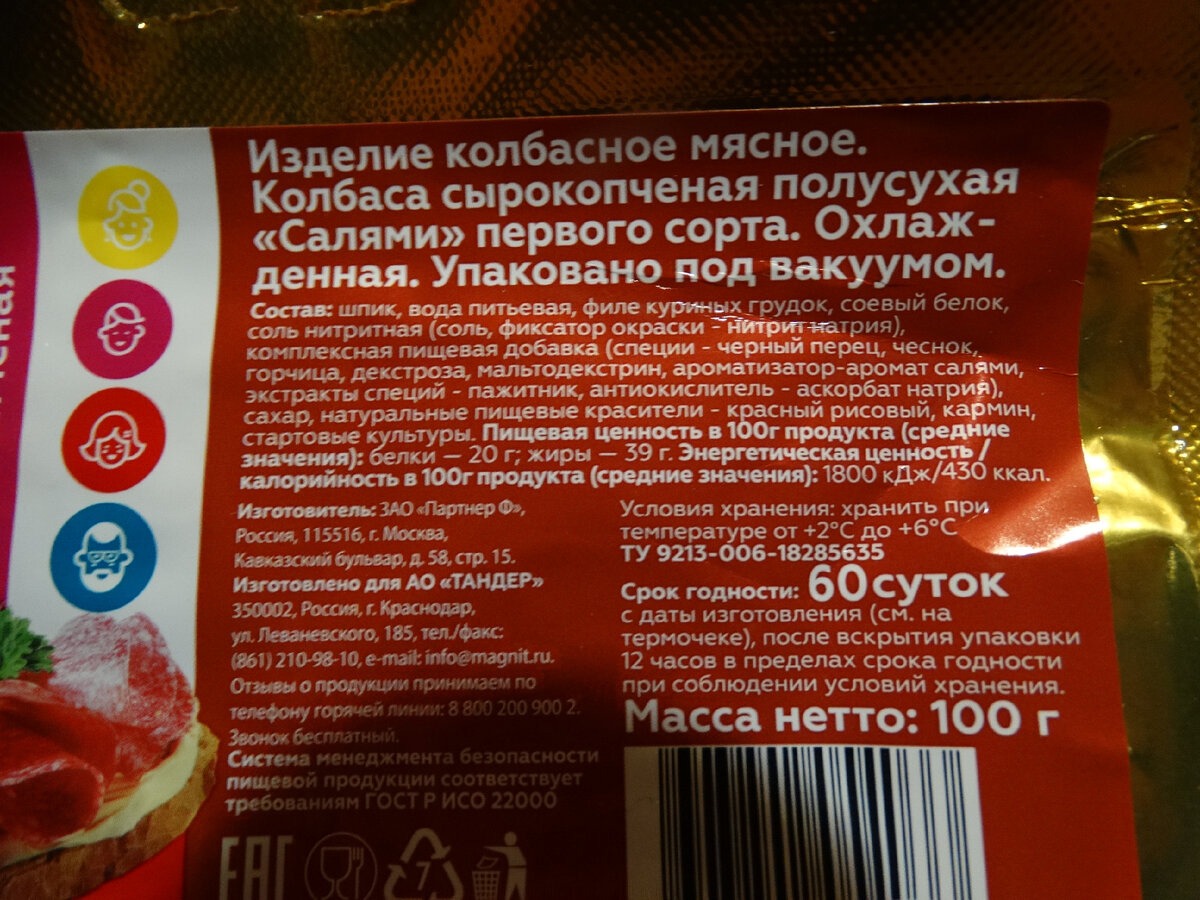 Изделие колбасное мясное.
Колбаса сырокопченая полусухая
«Салями» первого сорта. Охлаж-
денная. Упаковано под вакуумом.
Состав: шпик, вода питьевая, филе куриных грудок, соевый белок,
соль нитритная (соль, фиксатор окраски - нитрит натрия),
комплексная пищевая добавка (специи - черный перец, чеснок,
горчица, декстроза, мальтодекстрин, ароматизатор-аромат салями,
экстракты специй - пажитник, антиокислитель - аскорбат натрия),
сахар, натуральные пищевые красители - красный рисовый, кармин,
стартовые культуры. Пищевая ценность в 100г продукта (средние
значения): белки — 20 г; жиры — 39 г. Энергетическая ценность /
калорийность в 100г продукта (средние значения): 1800 кДж/430 ккал.
Изготовитель: ЗАО «Партнер Ф»,
Россия, 115516, г. Москва,
Кавказский бульвар, д. 58, стр. 15.
Изготовлено для АО «ТАНДЕР»
350002, Россия, г. Краснодар,
ул. Леваневского, 185, тел./факс:
(861) 210-98-10, e-mail: info@magnit.ru.
Отзывы о продукции принимаем по
телефону горячей линии: 8 800 200 900 2.
Звонок бесплатный.
Система менеджмента безопасности
пищевой продукции соответствует
требованиям ГОСТ Р ИСО 22000
Условия хранения: хранить при
температуре от +2°С до +6°С
ТУ 9213-006-18285635
Срок годности: 60 суток
с даты изготовления (см. на
термочеке), после вскрытия упаковки
12 часов в пределах срока годности
при соблюдении условий хранения.
Масса нетто: 100 г
ЕАС
7